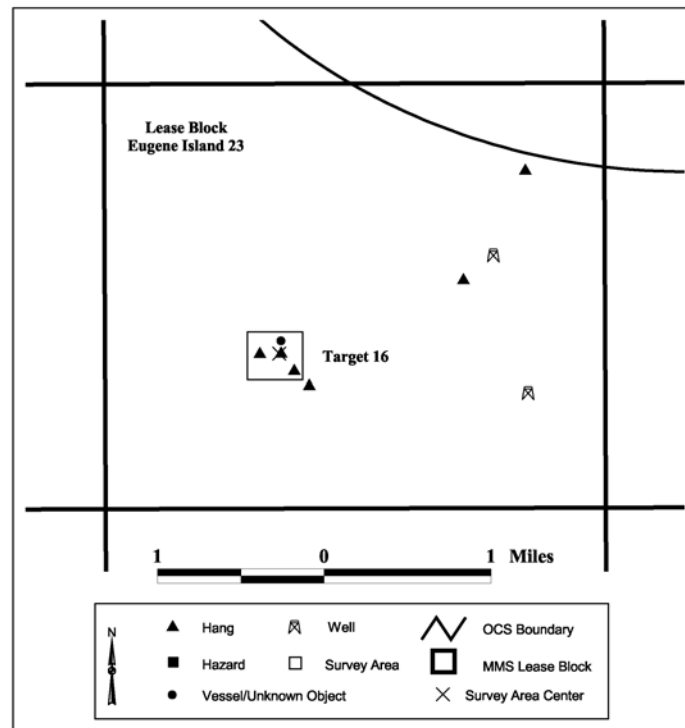 Lease Block
Eugene Island 23
Target 16
1 0 1 Miles
N
Hang Well OCS Boundary
Hazard Survey Area MMS Lease Block
Vessel/Unknown Object Survey Area Center